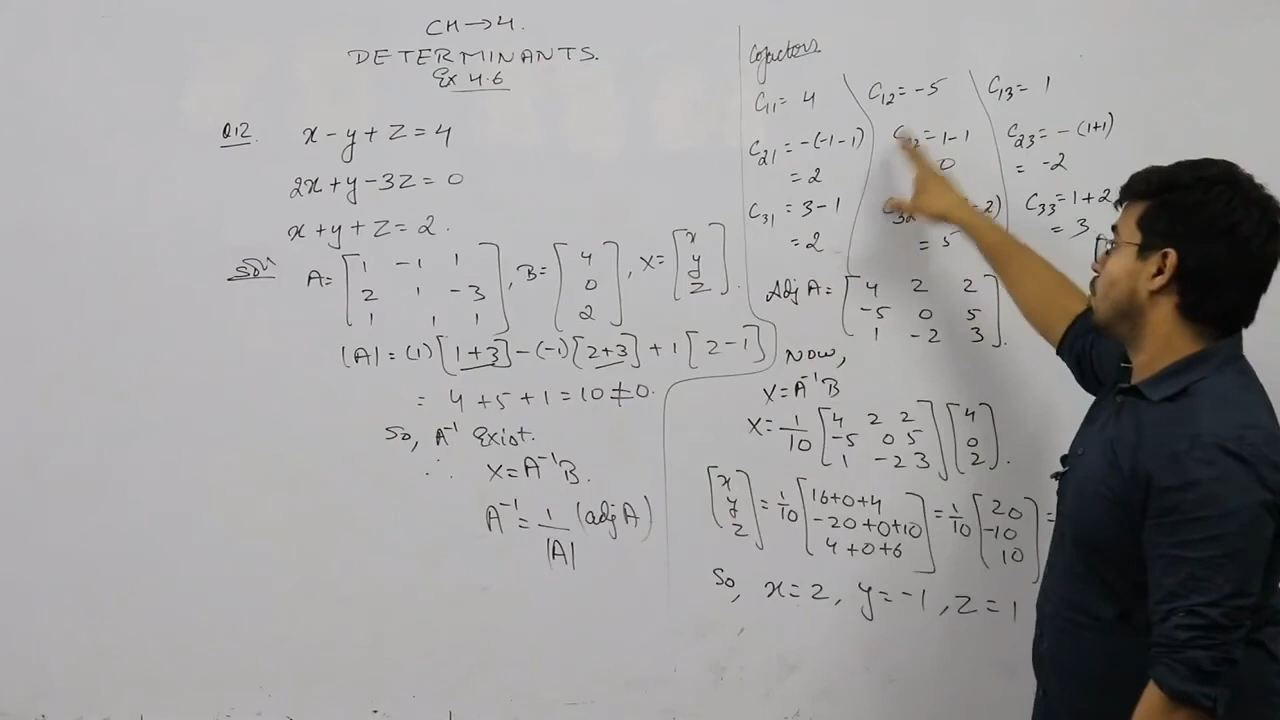 CH→4.
DETERMINANTS.
Ex 4.6
Q12. x - y + z = 4
2x + y - 3z = 0
x + y + z = 2.
Solⁿ A = [1 -1 1; 2 1 -3; 1 1 1], B = [4; 0; 2], X = [x; y; z].
|A| = (1)[1+3] - (-1)[2+3] + 1[2-1]
= 4 + 5 + 1 = 10 ≠ 0.
So, A⁻¹ Exist.
∴ X = A⁻¹B.
A⁻¹ = 1/|A| (adj A)
Cofactors
C₁₁ = 4
C₂₁ = -(-1-1)
= 2
C₃₁ = 3 - 1
= 2
C₁₂ = -5
= 1 - 1
0
= 5
C₁₃ = 1
C₂₃ = -(1+1)
= -2
C₃₃ = 1 + 2
= 3
Adj A = [4 2 2; -5 0 5; 1 -2 3].
Now,
X = A⁻¹B
X = 1/10 [4 2 2; -5 0 5; 1 -2 3] [4; 0; 2].
[x; y; z] = 1/10 [16+0+4; -20+0+10; 4+0+6] = 1/10 [20; -10; 10] =
So, x = 2, y = -1, z = 1